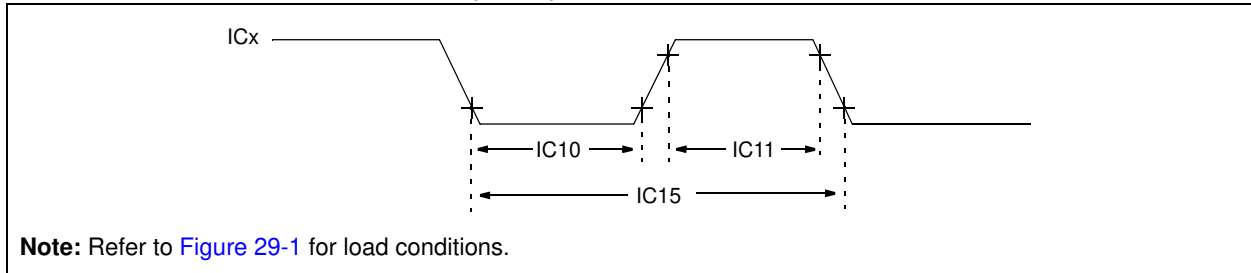 ICx
IC10
IC11
IC15
Note: Refer to Figure 29-1 for load conditions.